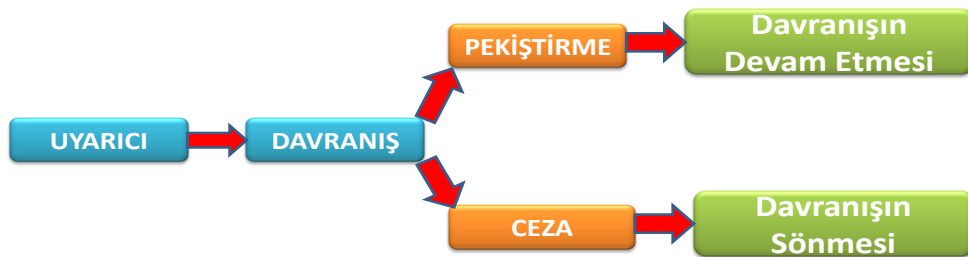 UYARICI
DAVRANIŞ
PEKİŞTİRME
Davranışın
Devam Etmesi
CEZA
Davranışın
Sönmesi